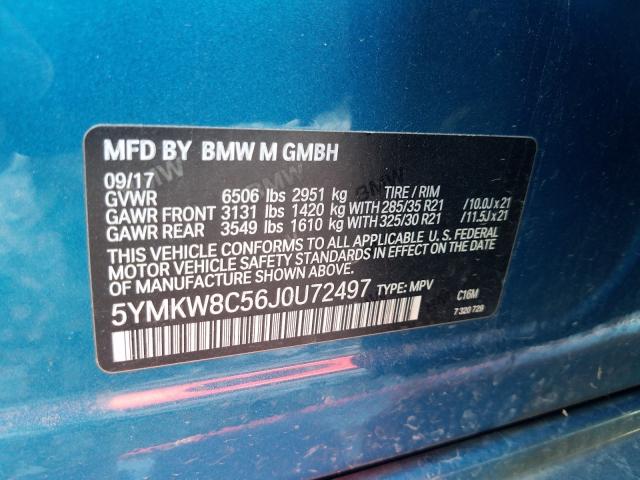 MFD BY BMW M GMBH
09/17
GVWR 6506 lbs 2951 kg TIRE / RIM
GAWR FRONT 3131 lbs 1420 kg WITH 285/35 R21 /10.0J x 21
GAWR REAR 3549 lbs 1610 kg WITH 325/30 R21 /11.5J x 21
THIS VEHICLE CONFORMS TO ALL APPLICABLE U. S. FEDERAL
MOTOR VEHICLE SAFETY STANDARDS IN EFFECT ON THE DATE
OF MANUFACTURE SHOWN ABOVE.
5YMKW8C56J0U72497 TYPE: MPV C16M
7 320 729